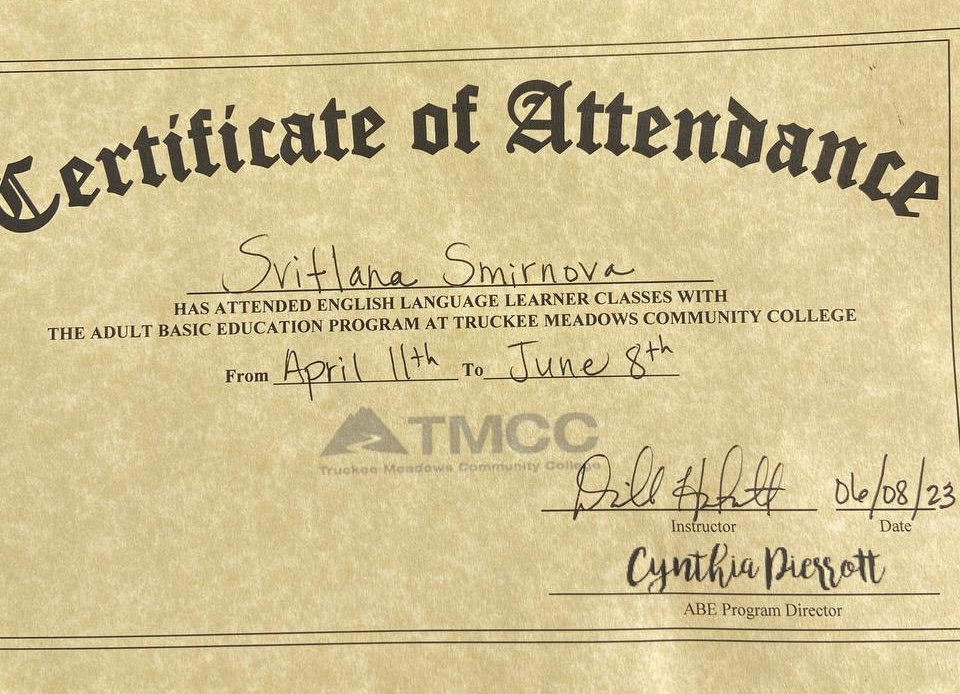 Certificate of Attendance
Svitlana Smirnova
HAS ATTENDED ENGLISH LANGUAGE LEARNER CLASSES WITH
THE ADULT BASIC EDUCATION PROGRAM AT TRUCKEE MEADOWS COMMUNITY COLLEGE
From April 11th To June 8th
TMCC
Truckee Meadows Community College
06/08/23
Instructor Date
Cynthia Pierrott
ABE Program Director